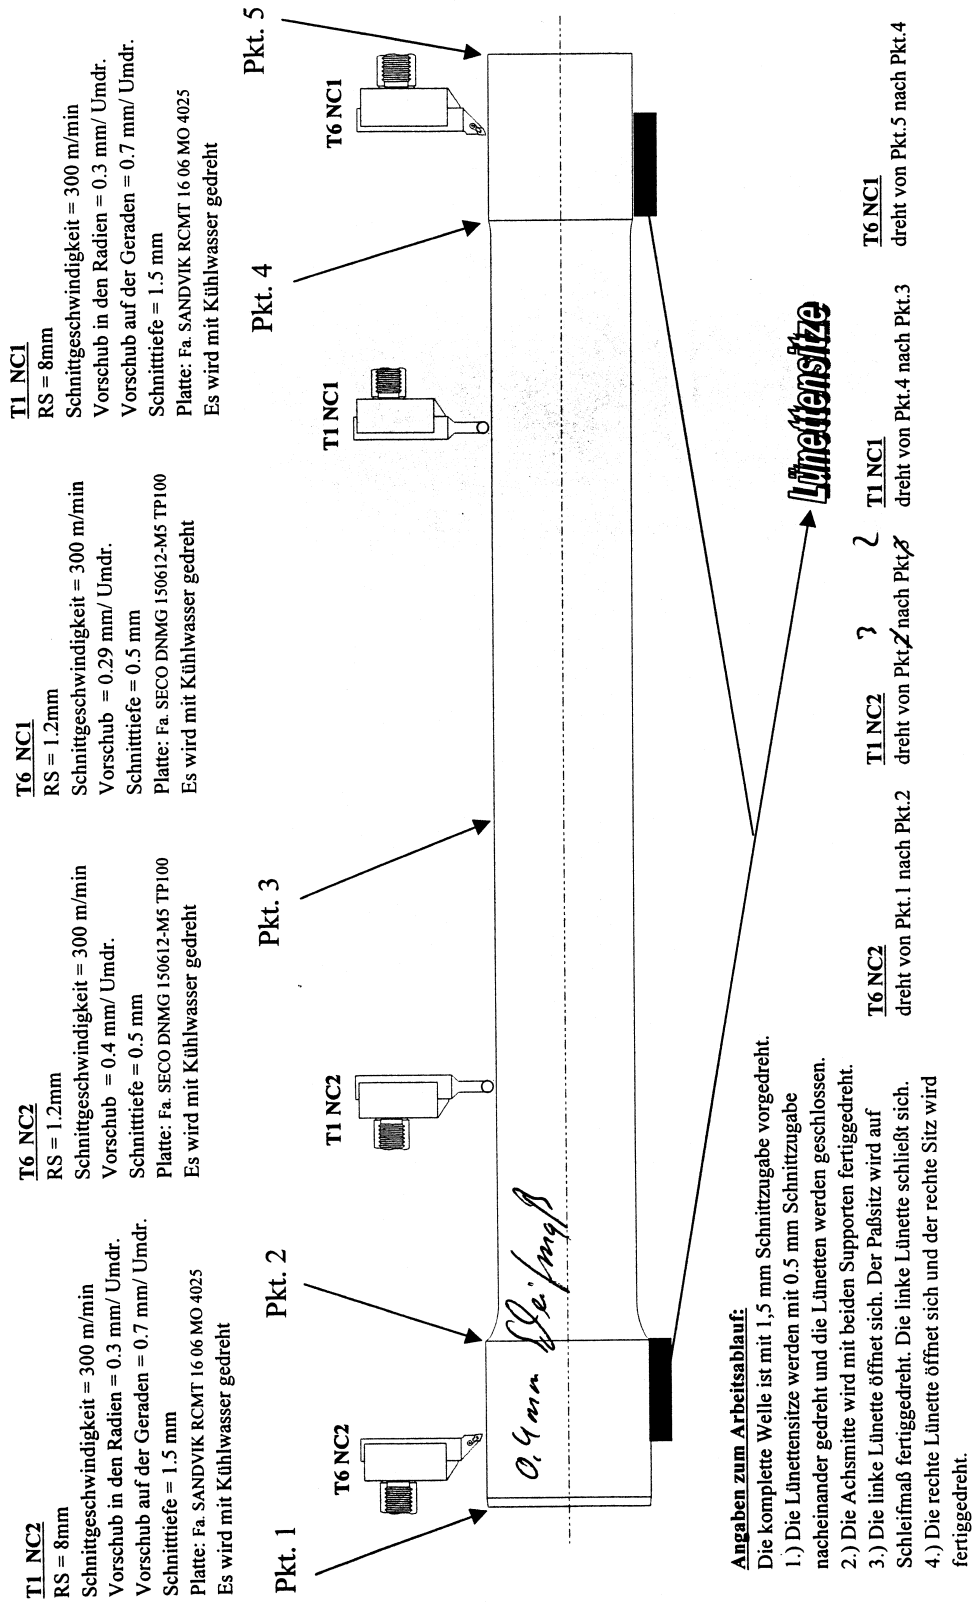 T1 NC2
RS = 8mm
Schnittgeschwindigkeit = 300 m/min
Vorschub in den Radien = 0.3 mm/ Umdr.
Vorschub auf der Geraden = 0.7 mm/ Umdr.
Schnitttiefe = 1.5 mm
Platte: Fa. SANDVIK RCMT 16 06 MO 4025
Es wird mit Kühlwasser gedreht
T6 NC2
RS = 1.2mm
Schnittgeschwindigkeit = 300 m/min
Vorschub = 0.4 mm/ Umdr.
Schnitttiefe = 0.5 mm
Platte: Fa. SECO DNMG 150612-M5 TP100
Es wird mit Kühlwasser gedreht
T6 NC1
RS = 1.2mm
Schnittgeschwindigkeit = 300 m/min
Vorschub = 0.29 mm/ Umdr.
Schnitttiefe = 0.5 mm
Platte: Fa. SECO DNMG 150612-M5 TP100
Es wird mit Kühlwasser gedreht
T1 NC1
RS = 8mm
Schnittgeschwindigkeit = 300 m/min
Vorschub in den Radien = 0.3 mm/ Umdr.
Vorschub auf der Geraden = 0.7 mm/ Umdr.
Schnitttiefe = 1.5 mm
Platte: Fa. SANDVIK RCMT 16 06 MO 4025
Es wird mit Kühlwasser gedreht
Pkt. 1
Pkt. 2
Pkt. 3
Pkt. 4
Pkt. 5
T6 NC2
T1 NC2
T1 NC1
T6 NC1
0,4 mm Schleifmaß
Lünettensitze
Angaben zum Arbeitsablauf:
Die komplette Welle ist mit 1,5 mm Schnittzugabe vorgedreht.
1.) Die Lünettensitze werden mit 0.5 mm Schnittzugabe
nacheinander gedreht und die Lünetten werden geschlossen.
2.) Die Achsmitte wird mit beiden Supporten fertiggedreht.
3.) Die linke Lünette öffnet sich. Der Paßsitz wird auf
Schleifmaß fertiggedreht. Die linke Lünette schließt sich.
4.) Die rechte Lünette öffnet sich und der rechte Sitz wird
fertiggedreht.
T6 NC2
dreht von Pkt.1 nach Pkt.2
T1 NC2
3 2
dreht von Pkt.2 nach Pkt.3
T1 NC1
dreht von Pkt.4 nach Pkt.3
T6 NC1
dreht von Pkt.5 nach Pkt.4